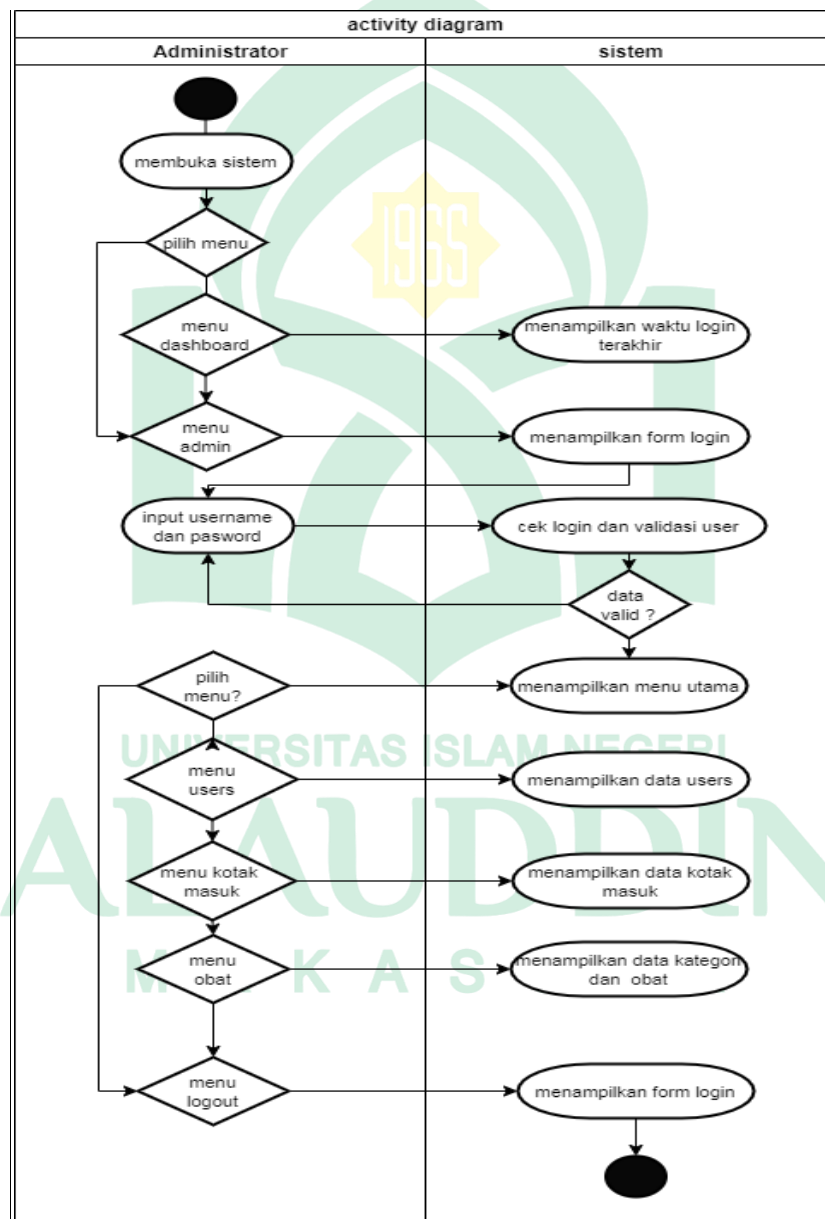 activity diagram
Administrator
sistem
membuka sistem
pilih menu
menu
dashboard
menampilkan waktu login
terakhir
menu
admin
menampilkan form login
input username
dan pasword
cek login dan validasi user
data
valid ?
pilih
menu?
menampilkan menu utama
menu
users
menampilkan data users
menu kotak
masuk
menampilkan data kotak
masuk
menu
obat
menampilkan data kategori
dan obat
menu
logout
menampilkan form login
1965
UNIVERSITAS ISLAM NEGERI
ALAUDDIN